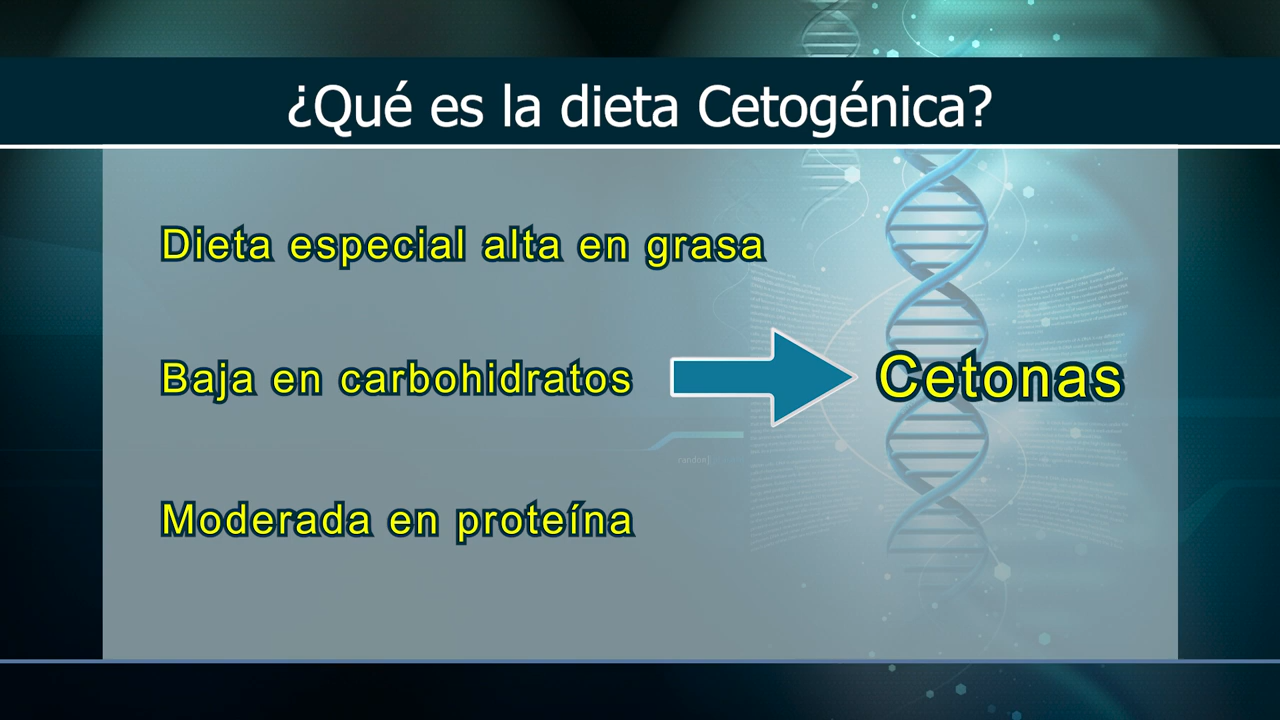 ¿Qué es la dieta Cetogénica?
Dieta especial alta en grasa
Baja en carbohidratos
Cetonas
Moderada en proteína